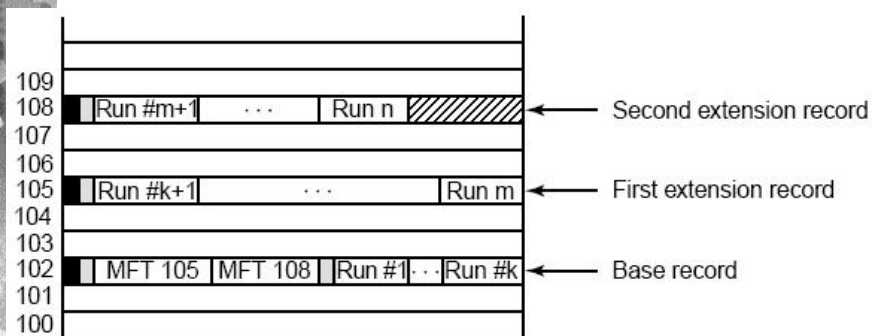 109
108 Run #m+1 · · · Run n Second extension record
107
106
105 Run #k+1 · · · Run m First extension record
104
103
102 MFT 105 MFT 108 Run #1 · · · Run #k Base record
101
100